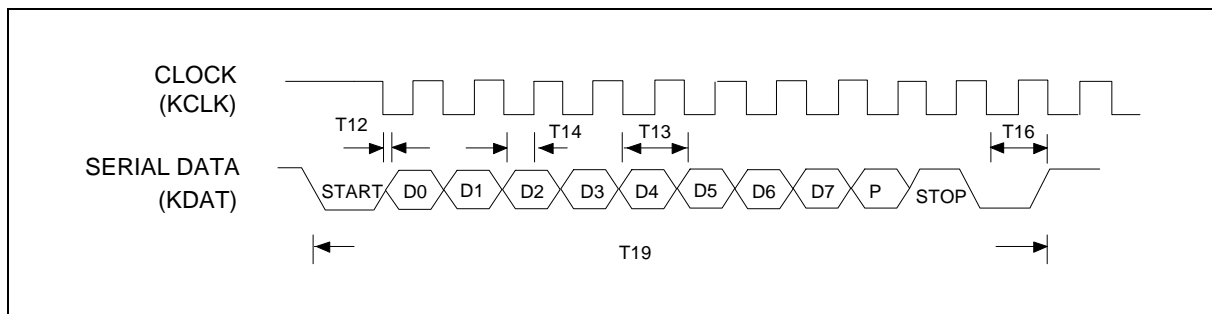 CLOCK
(KCLK)
T12
T14
T13
T16
SERIAL DATA
(KDAT)
START
D0
D1
D2
D3
D4
D5
D6
D7
P
STOP
T19